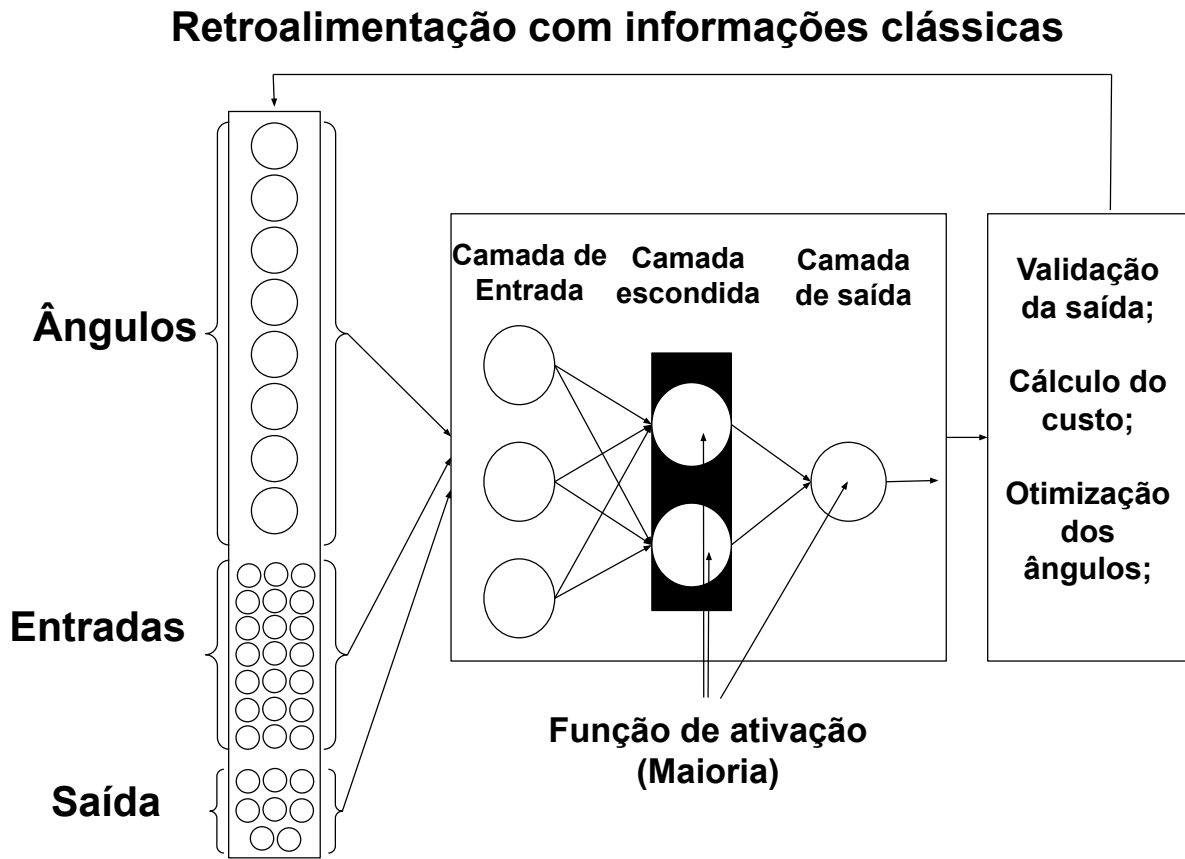 Retroalimentação com informações clássicas
Ângulos
Entradas
Saída
Camada de
Entrada
Camada
escondida
Camada
de saída
Função de ativação
(Maioria)
Validação
da saída;
Cálculo do
custo;
Otimização
dos
ângulos;